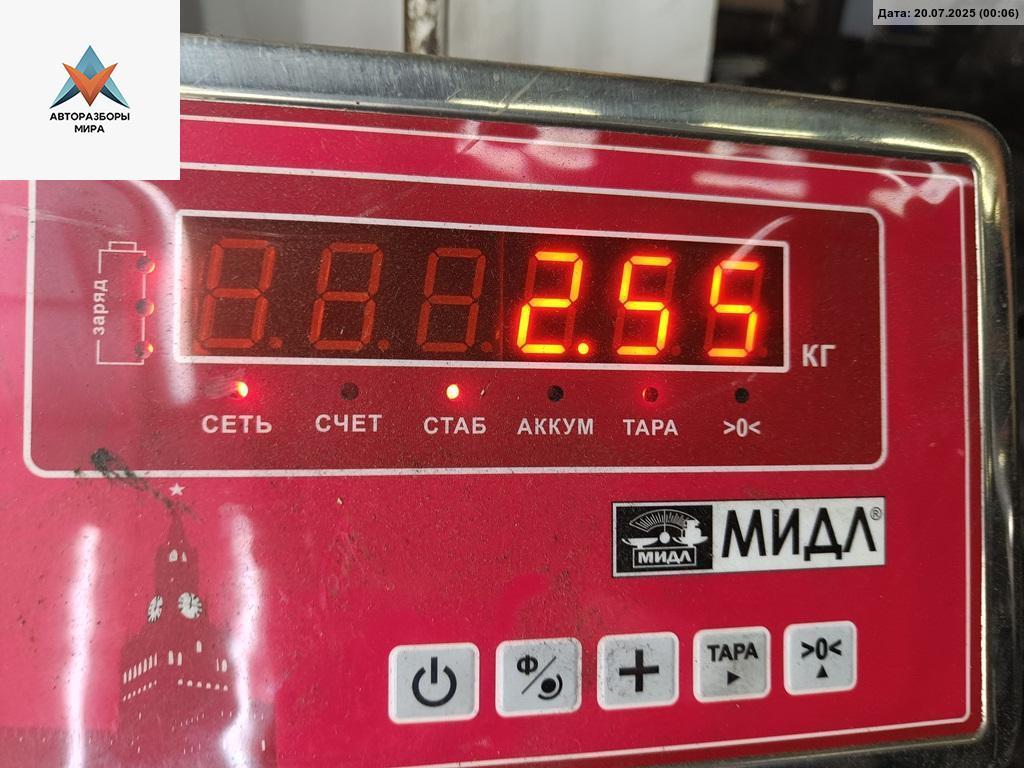 Дата: 20.07.2025 (00:06)
АВТОРАЗБОРЫ
МИРА
заряд
2.55
КГ
СЕТЬ СЧЕТ СТАБ АККУМ ТАРА >0<
МИДЛ МИДЛ®
Ф ТАРА >0<